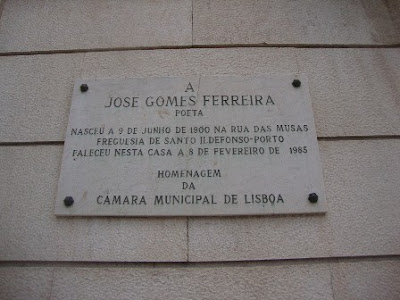 A
JOSE GOMES FERREIRA
POETA
NASCEU A 9 DE JUNHO DE 1900 NA RUA DAS MUSAS
FREGUESIA DE SANTO ILDEFONSO-PORTO
FALECEU NESTA CASA A 8 DE FEVEREIRO DE 1985
HOMENAGEM
DA
CAMARA MUNICIPAL DE LISBOA